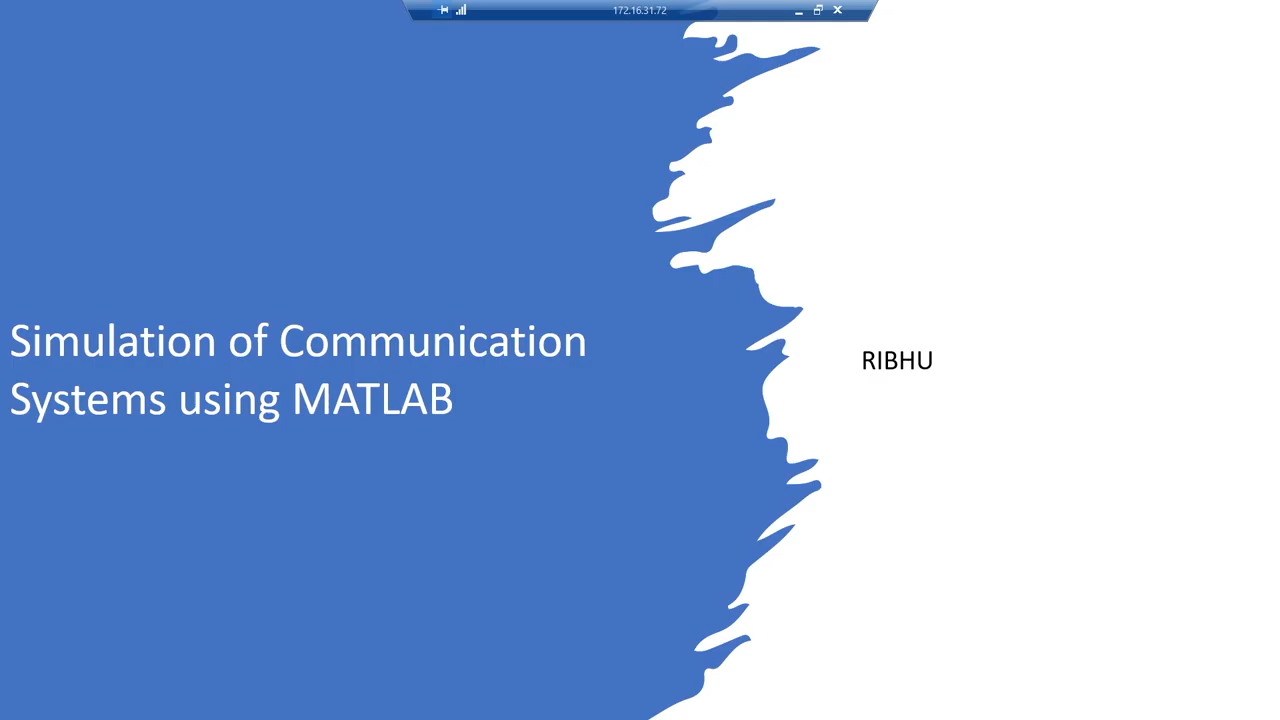 172.16.31.72
Simulation of Communication
Systems using MATLAB
RIBHU